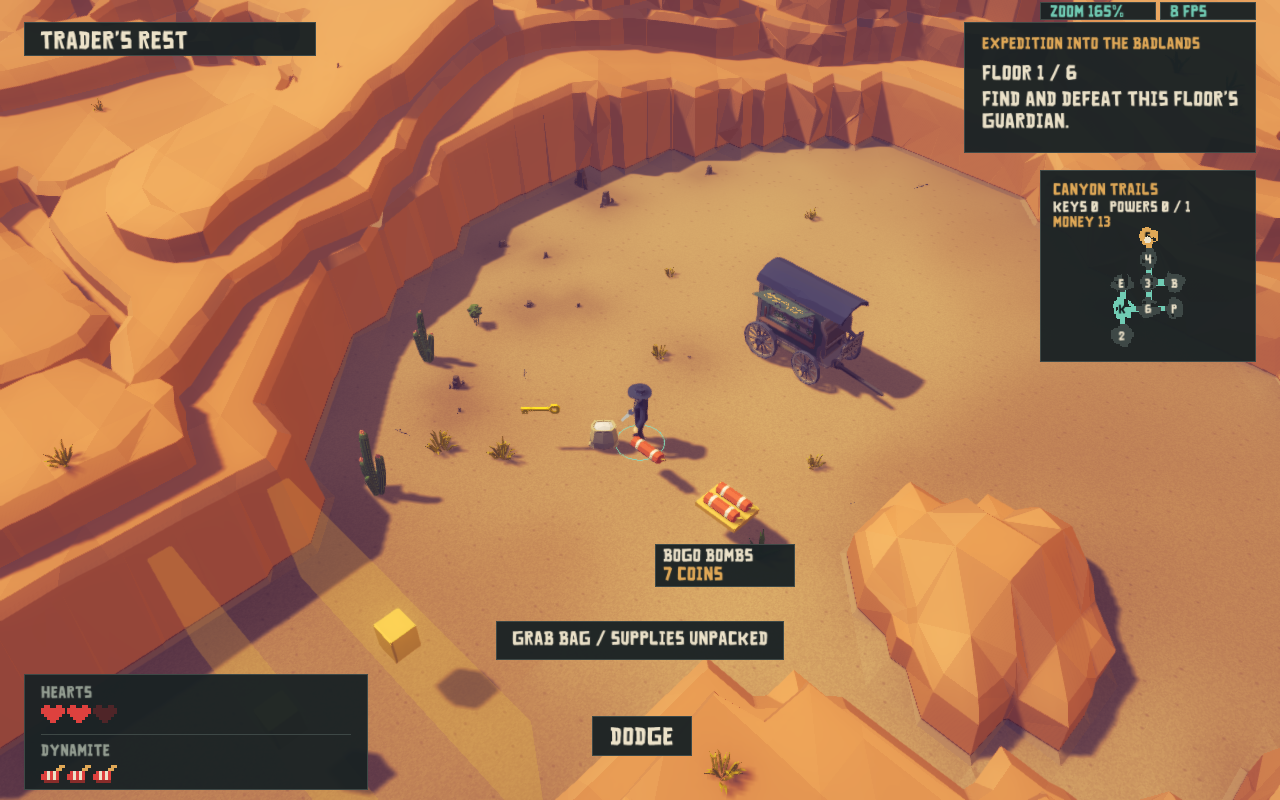 TRADER'S REST
ZOOM 165%
8 FPS
EXPEDITION INTO THE BADLANDS
FLOOR 1 / 6
FIND AND DEFEAT THIS FLOOR'S
GUARDIAN.
CANYON TRAILS
KEYS 0 POWERS 0 / 1
MONEY 13
4
E 3 B
6 P
2
BOGO BOMBS
7 COINS
GRAB BAG / SUPPLIES UNPACKED
HEARTS
DYNAMITE
DODGE